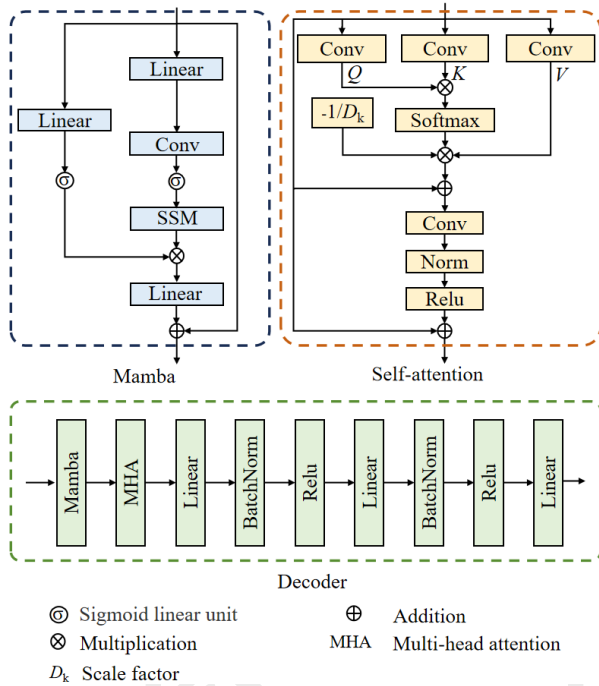 Linear
Linear
Conv
σ
σ
SSM
Linear
Mamba
Conv
Conv
Conv
Q
K
V
-1/Dk
Softmax
Conv
Norm
Relu
Self-attention
Mamba
MHA
Linear
BatchNorm
Relu
Linear
BatchNorm
Relu
Linear
Decoder
σ Sigmoid linear unit
Addition
Multiplication
MHA Multi-head attention
Dk Scale factor